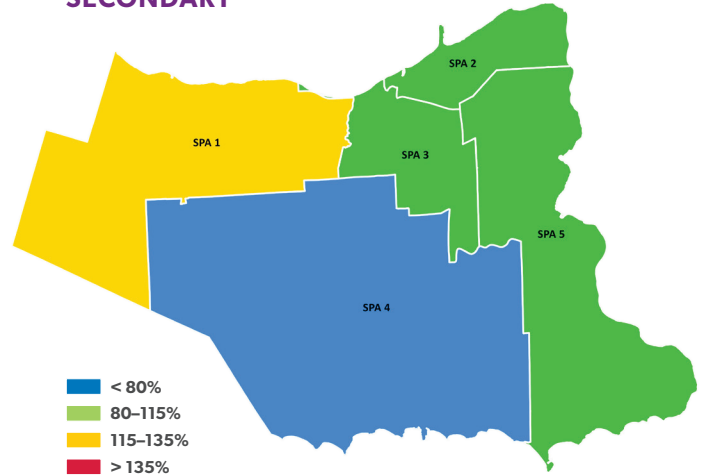 SECONDARY
SPA 2
SPA 1
SPA 3
SPA 5
SPA 4
< 80%
80–115%
115–135%
> 135%